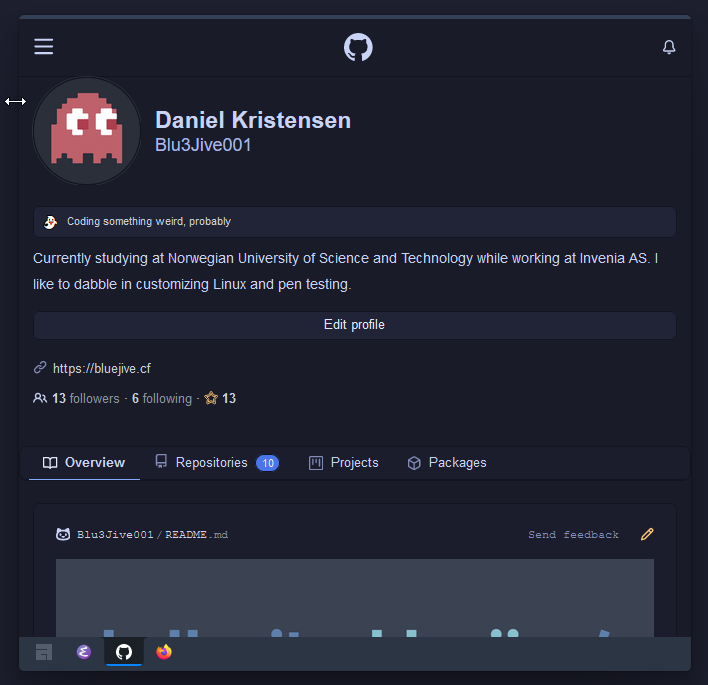 Daniel Kristensen
Blu3Jive001
Coding something weird, probably
Currently studying at Norwegian University of Science and Technology while working at Invenia AS. I
like to dabble in customizing Linux and pen testing.
Edit profile
https://bluejive.cf
13 followers · 6 following · 13
Overview Repositories 10 Projects Packages
Blu3Jive001/README.md Send feedback